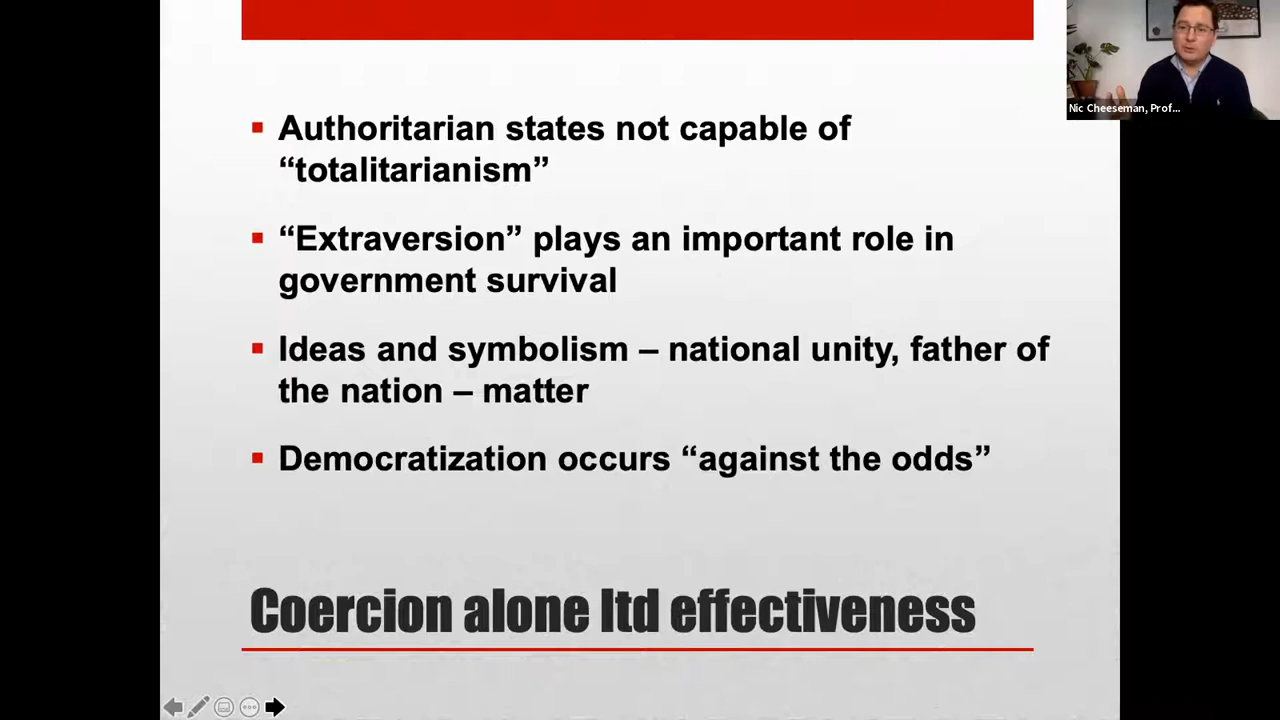 Nic Cheeseman, Prof...
▪ Authoritarian states not capable of
“totalitarianism”
▪ “Extraversion” plays an important role in
government survival
▪ Ideas and symbolism – national unity, father of
the nation – matter
▪ Democratization occurs “against the odds”
Coercion alone ltd effectiveness